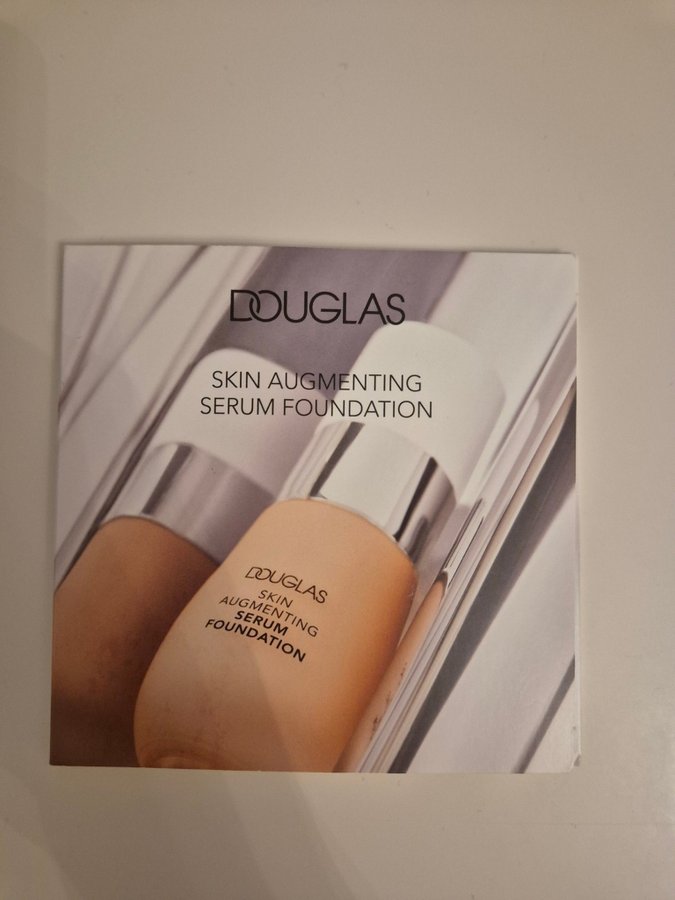 DOUGLAS
SKIN AUGMENTING
SERUM FOUNDATION
DOUGLAS
SKIN
AUGMENTING
SERUM
FOUNDATION